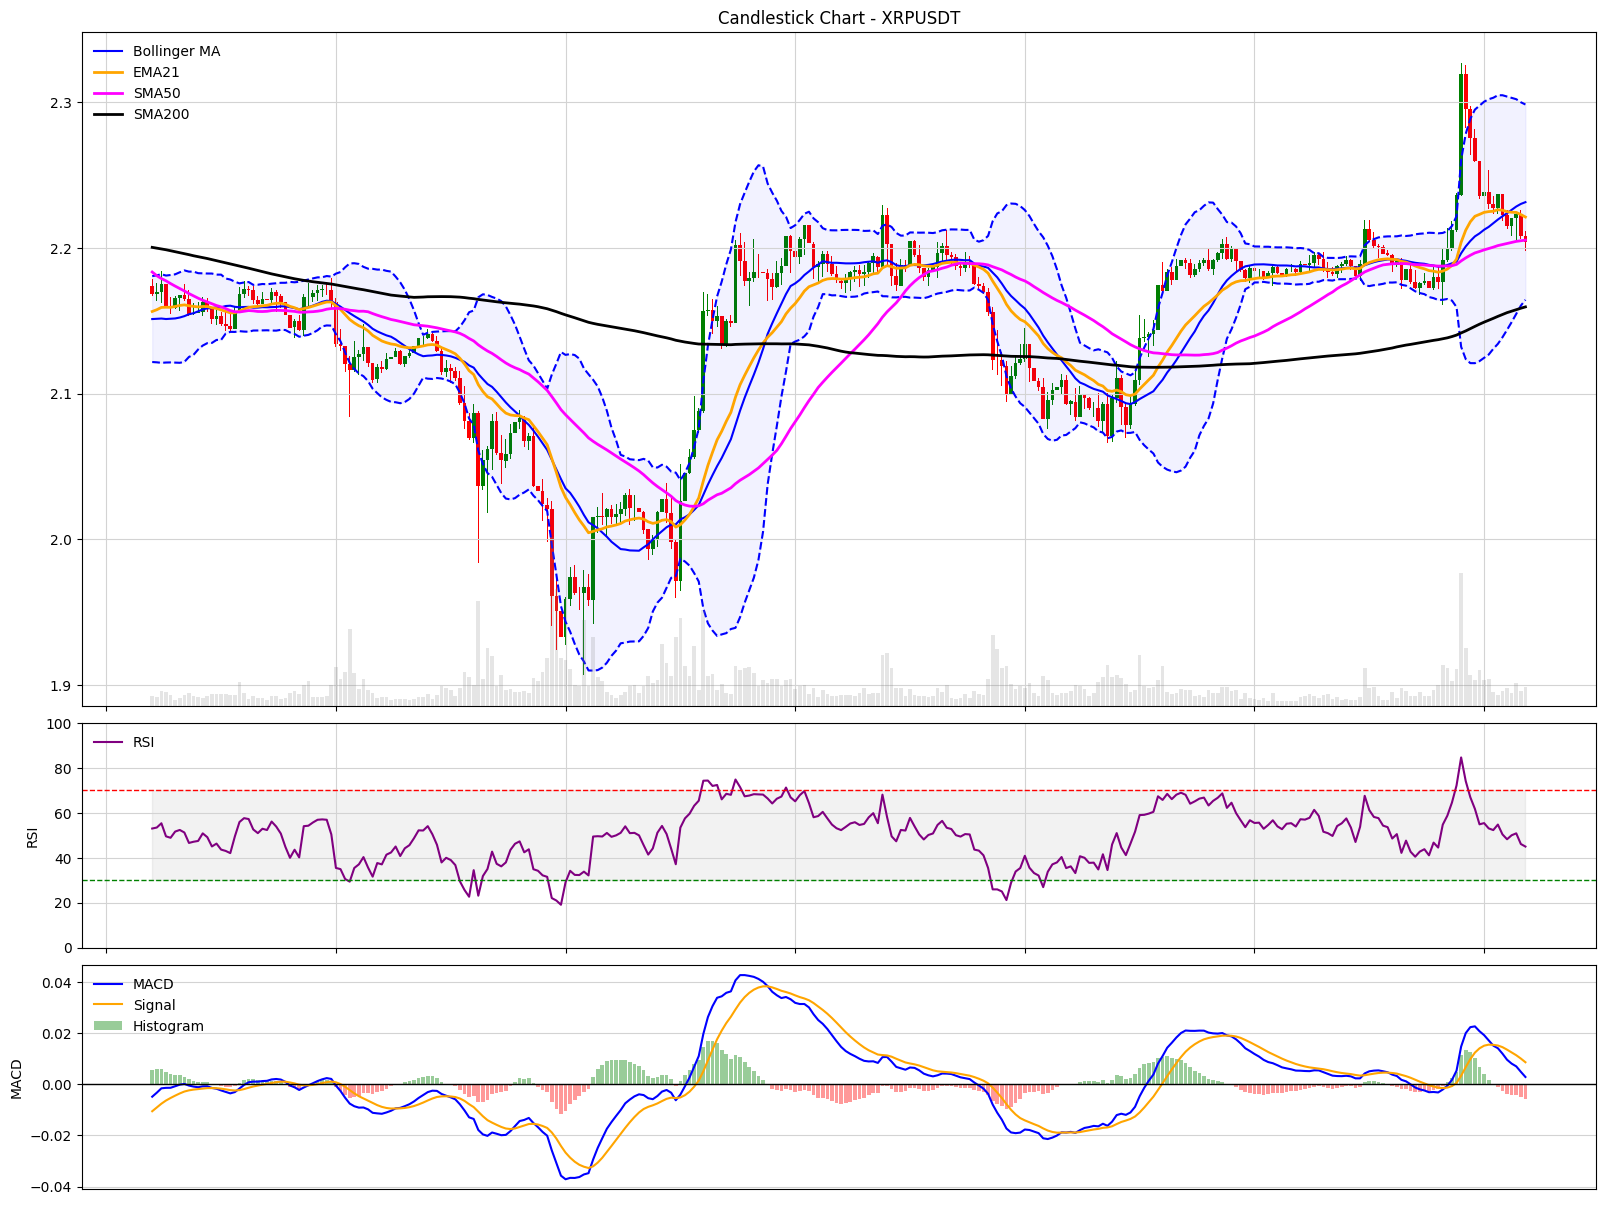 Candlestick Chart - XRPUSDT
Bollinger MA
EMA21
SMA50
SMA200
2.3
2.2
2.1
2.0
1.9
RSI
RSI
100
80
60
40
20
0
MACD
MACD
Signal
Histogram
0.04
0.02
0.00
−0.02
−0.04